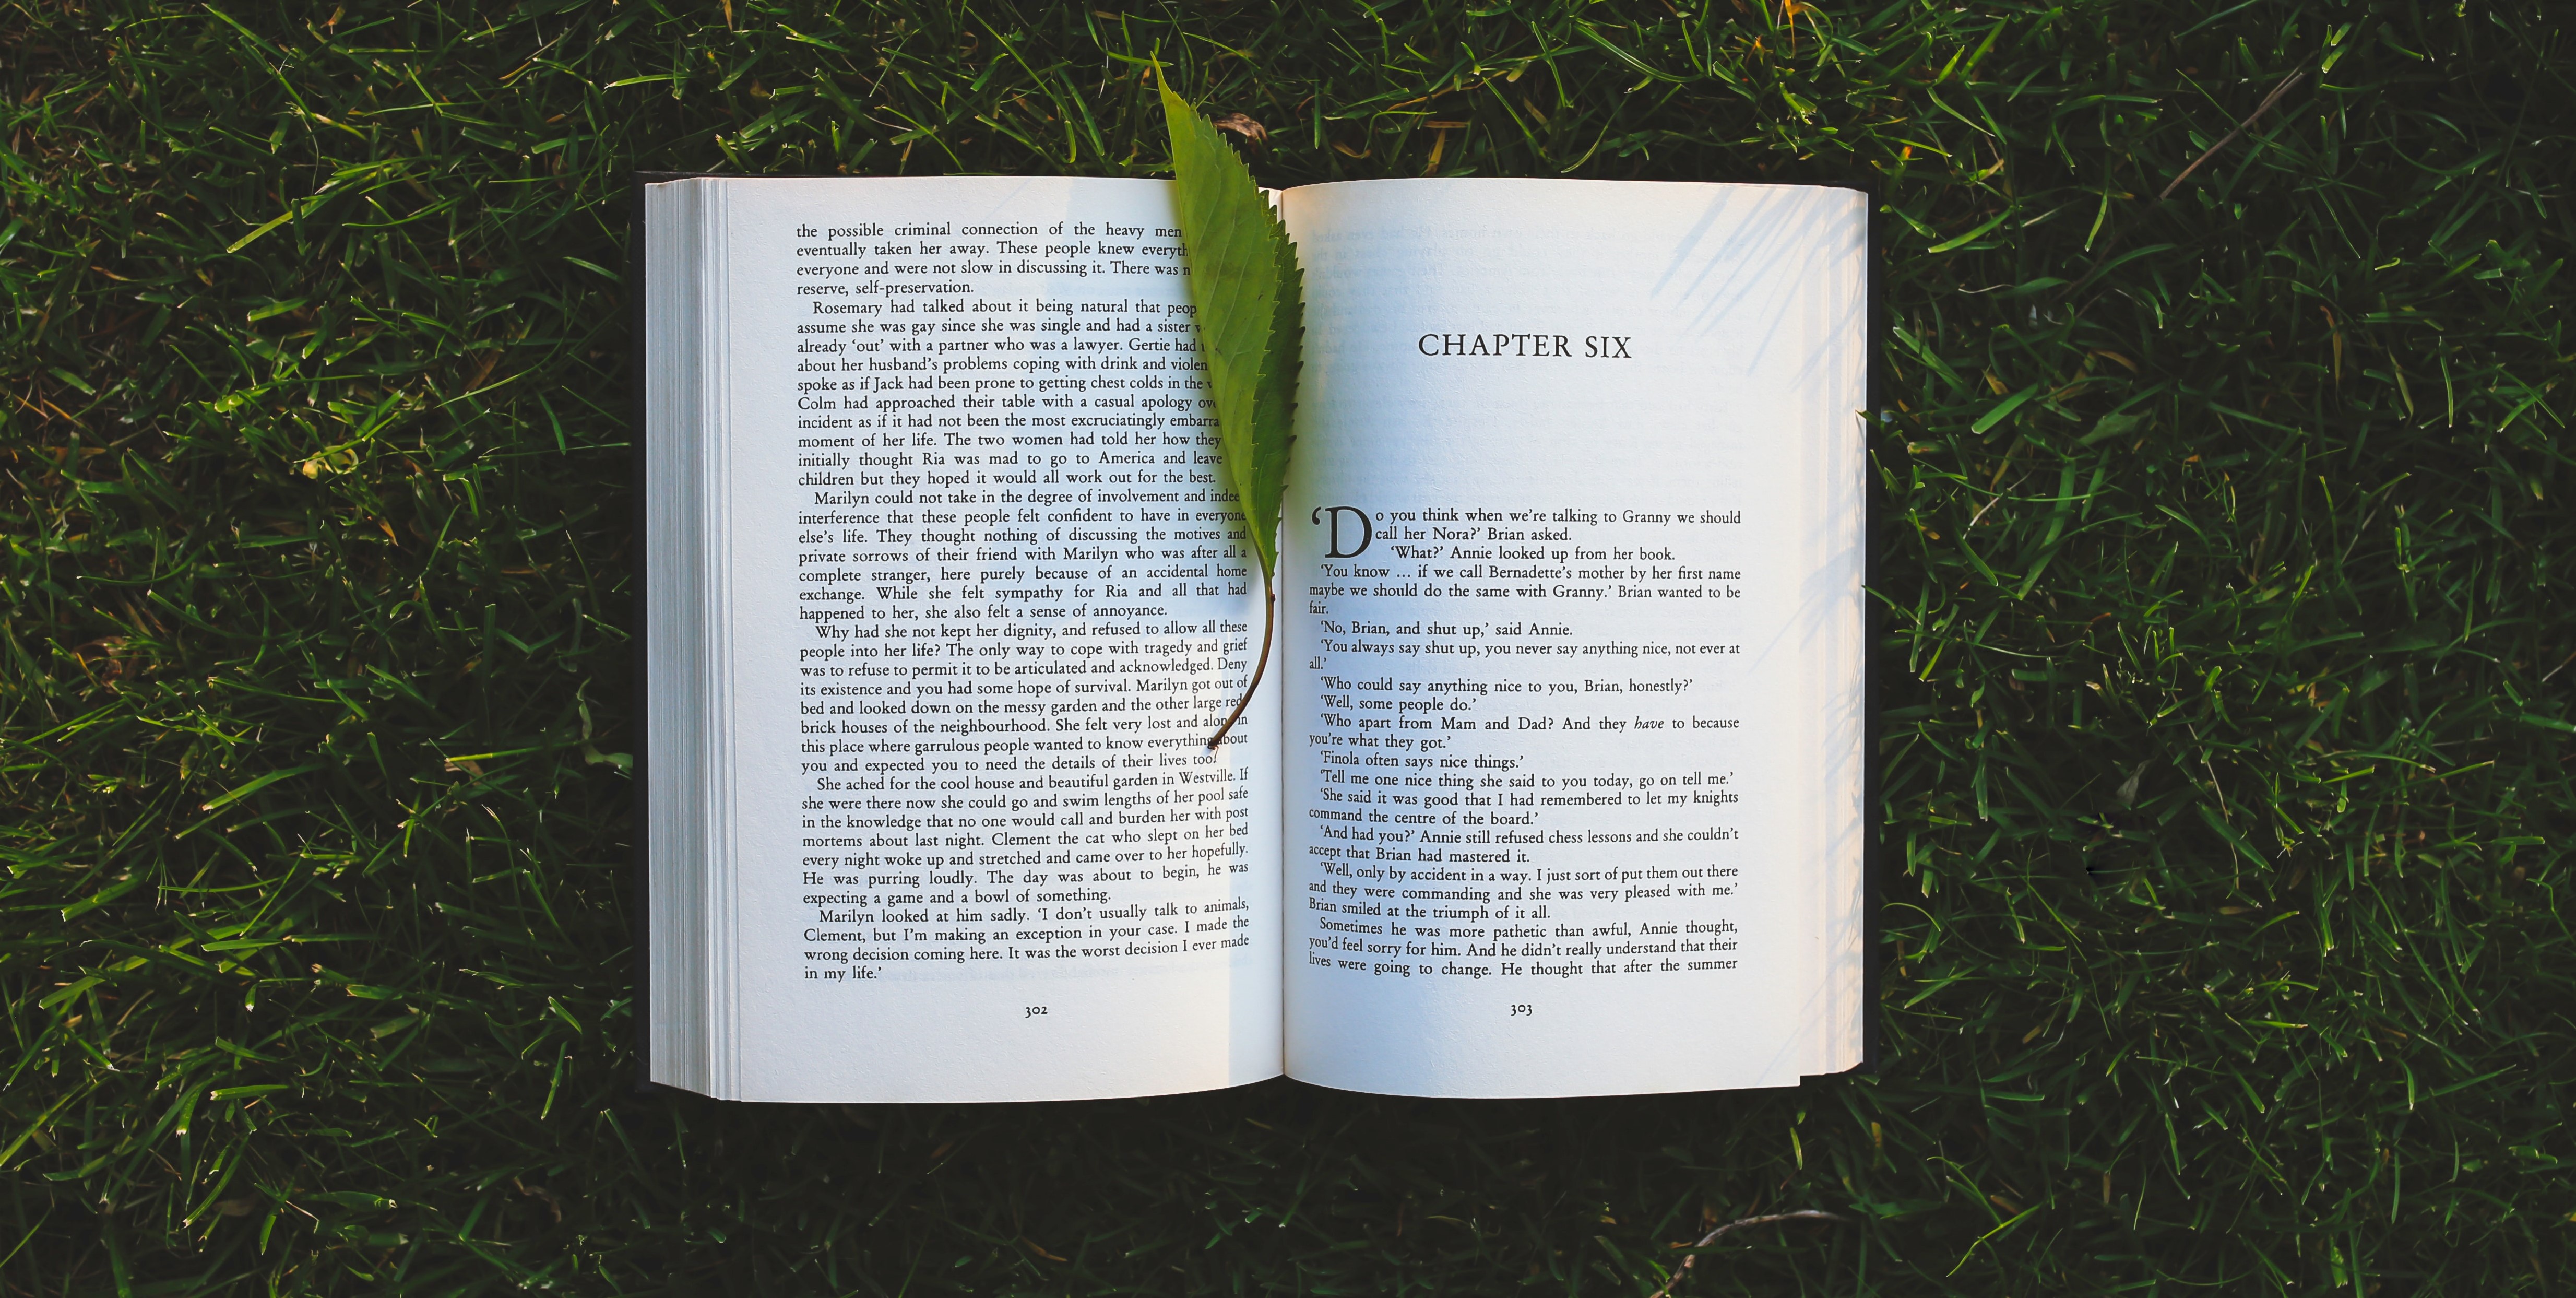 the possible criminal connection of the heavy men
eventually taken her away. These people knew
everyone and were not slow in discussing it. There was
reserve, self-preservation.
Rosemary had talked about it being natural that
assume she was gay since she was single and had a sister
already ‘out’ with a partner who was a lawyer. Gertie had
about her husband’s problems coping with drink and
spoke as if Jack had been prone to getting chest colds in the
Colm had approached their table with a casual apology
incident as if it had not been the most excruciatingly
moment of her life. The two women had told her how they
initially thought Ria was mad to go to America and leave
children but they hoped it would all work out for the best.
Marilyn could not take in the degree of involvement and indeed
interference that these people felt confident to have in everyone
else’s life. They thought nothing of discussing the motives and
private sorrows of their friend with Marilyn who was after all a
complete stranger, here purely because of an accidental home
exchange. While she felt sympathy for Ria and all that had
happened to her, she also felt a sense of annoyance.
Why had she not kept her dignity, and refused to allow all these
people into her life? The only way to cope with tragedy and grief
was to refuse to permit it to be articulated and acknowledged. Deny
its existence and you had some hope of survival. Marilyn got out of
bed and looked down on the messy garden and the other large red-
brick houses of the neighbourhood. She felt very lost and alone in
this place where garrulous people wanted to know everything about
you and expected you to need the details of their lives too.
She ached for the cool house and beautiful garden in Westville. If
she were there now she could go and swim lengths of her pool safe
in the knowledge that no one would call and burden her with post
mortems about last night. Clement the cat who slept on her bed
every night woke up and stretched and came over to her hopefully.
He was purring loudly. The day was about to begin, he was
expecting a game and a bowl of something.
Marilyn looked at him sadly. ‘I don’t usually talk to animals,
Clement, but I’m making an exception in your case. I made the
wrong decision coming here. It was the worst decision I ever made
in my life.’
302
CHAPTER SIX
‘Do you think when we’re talking to Granny we should
call her Nora?’ Brian asked.
‘What?’ Annie looked up from her book.
‘You know ... if we call Bernadette’s mother by her first name
maybe we should do the same with Granny.’ Brian wanted to be
fair.
‘No, Brian, and shut up,’ said Annie.
‘You always say shut up, you never say anything nice, not ever at
all.’
‘Who could say anything nice to you, Brian, honestly?’
‘Well, some people do.’
‘Who apart from Mam and Dad? And they have to because
you’re what they got.’
‘Finola often says nice things.’
‘Tell me one nice thing she said to you today, go on tell me.’
‘She said it was good that I had remembered to let my knights
command the centre of the board.’
‘And had you?’ Annie still refused chess lessons and she couldn’t
accept that Brian had mastered it.
‘Well, only by accident in a way. I just sort of put them out there
and they were commanding and she was very pleased with me.’
Brian smiled at the triumph of it all.
Sometimes he was more pathetic than awful, Annie thought,
you’d feel sorry for him. And he didn’t really understand that their
lives were going to change. He thought that after the summer
303